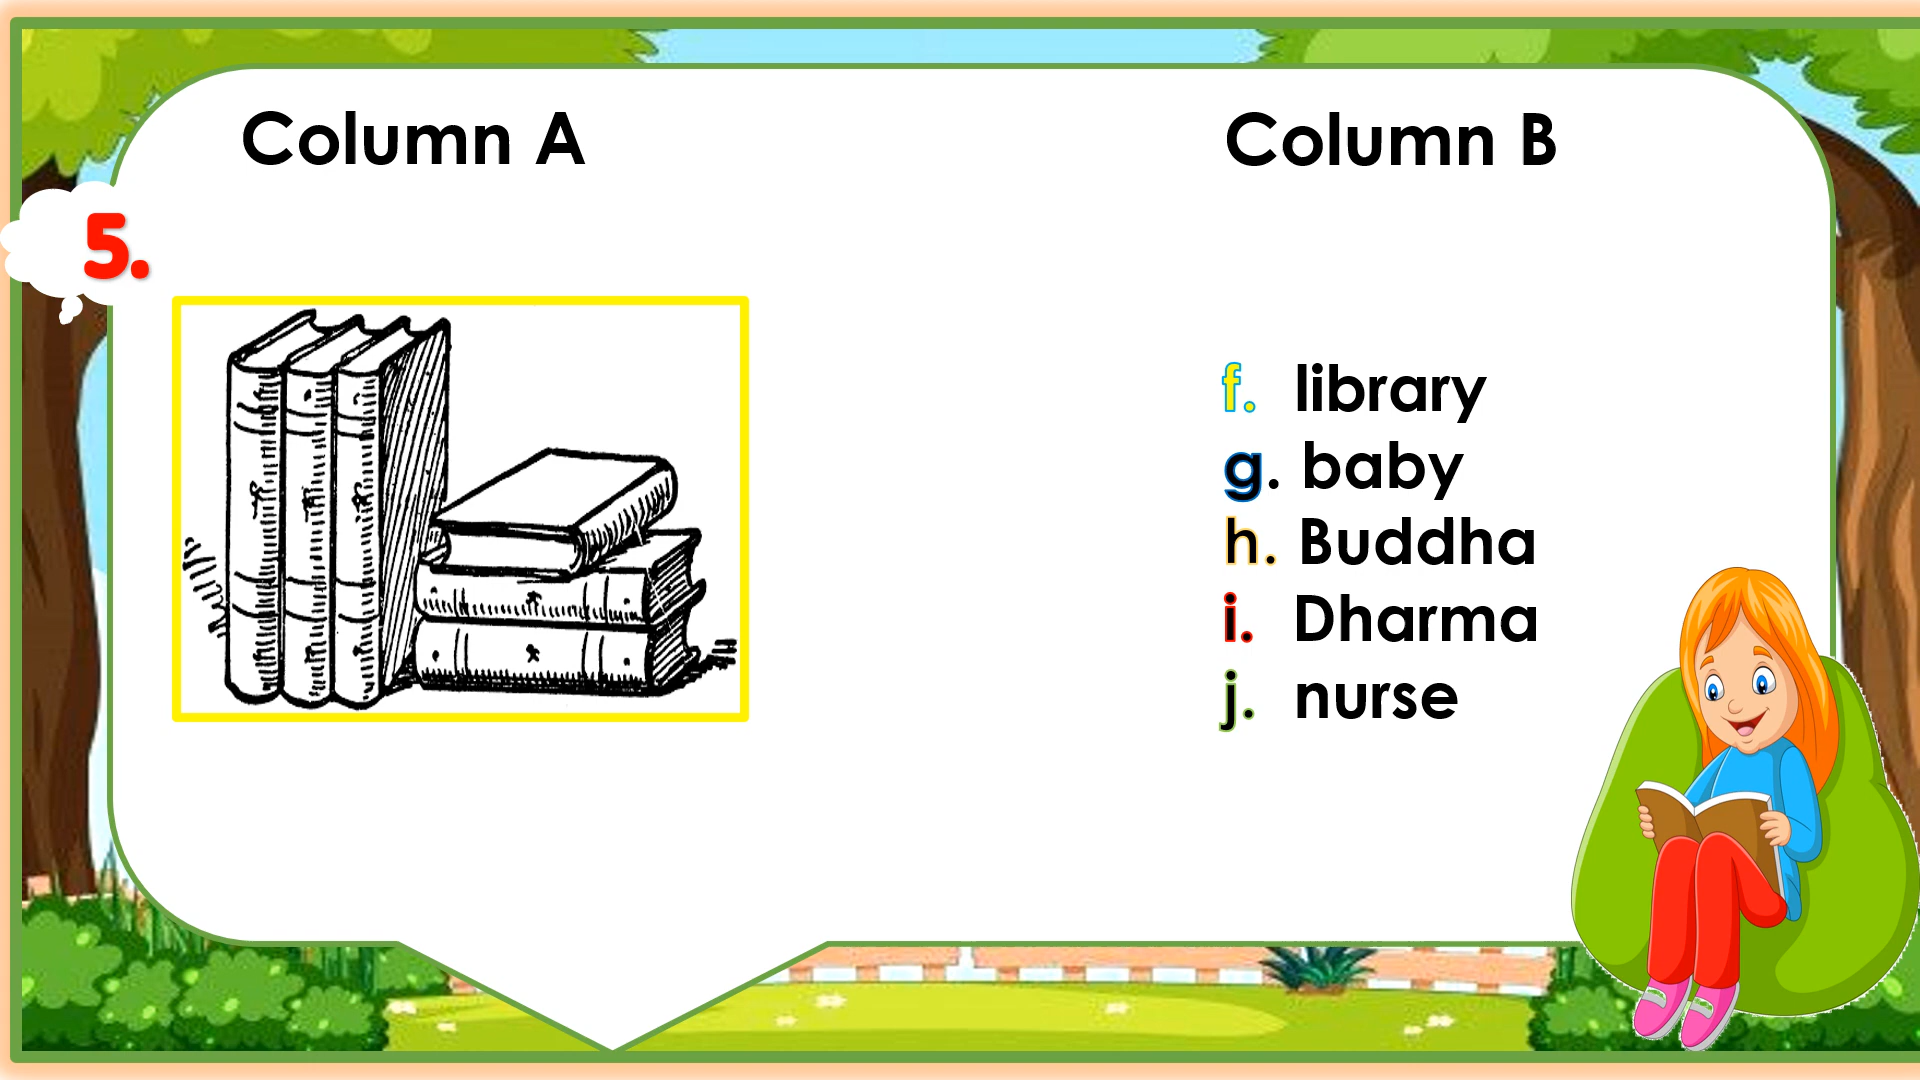 Column A
Column B
5.
f. library
g. baby
h. Buddha
i. Dharma
j. nurse